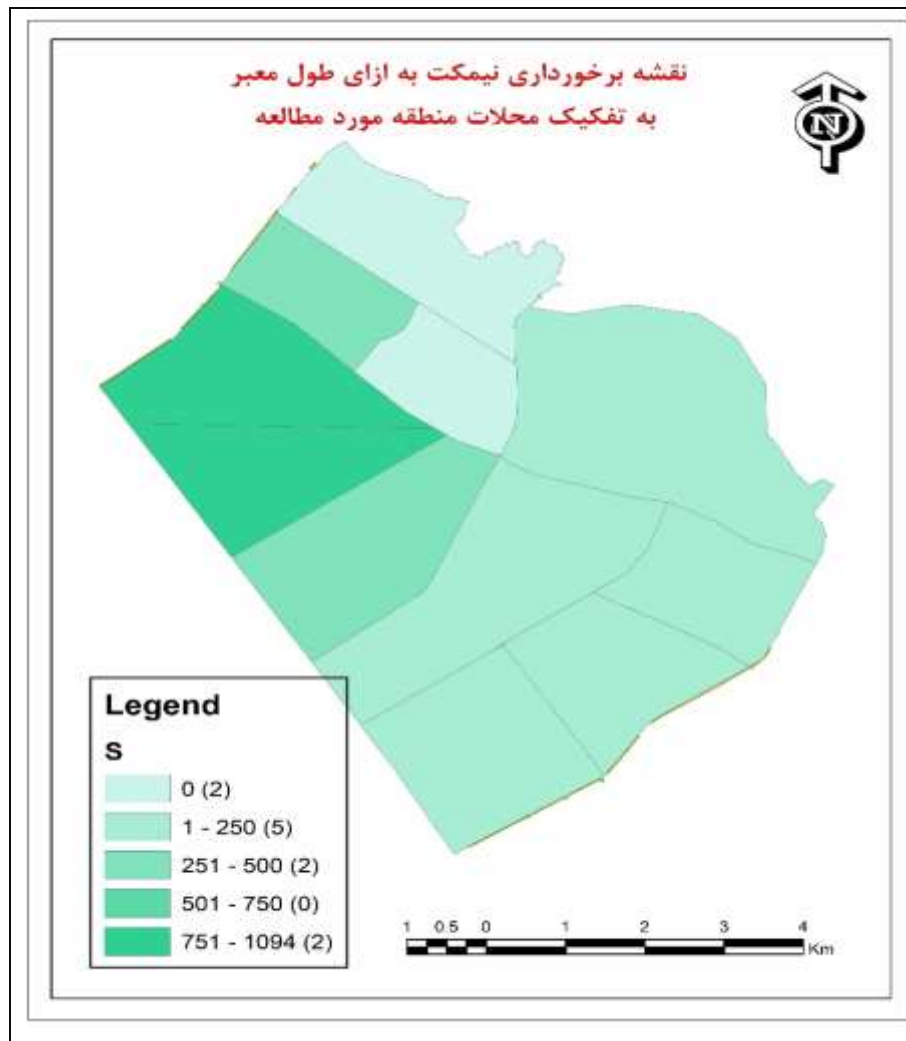 نقشه برخورداری نیمکت به ازای طول معبر
به تفکیک محلات منطقه مورد مطالعه
N
Legend
S
0 (2)
1 - 250 (5)
251 - 500 (2)
501 - 750 (0)
751 - 1094 (2)
1 0.5 0 1 2 3 4
Km